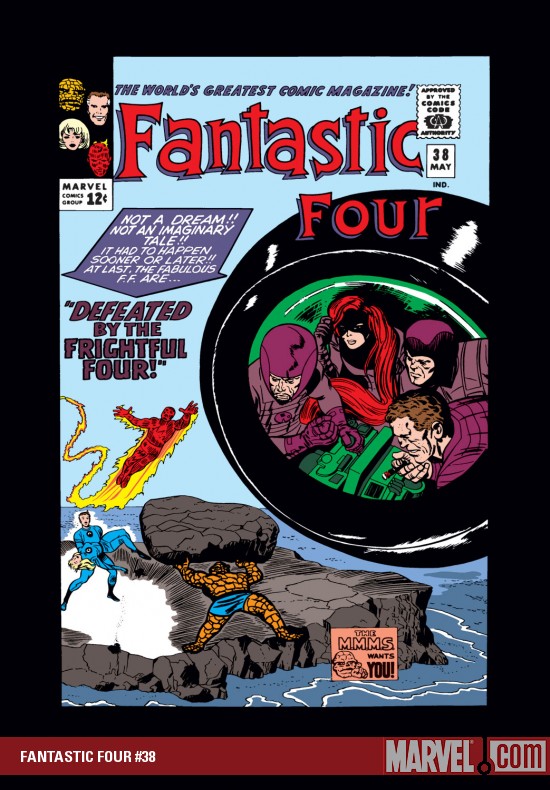 THE WORLD'S GREATEST COMIC MAGAZINE!
APPROVED
BY THE
COMICS
CODE
AUTHORITY
FANTASTIC
FOUR
38
MAY
IND.
MARVEL
COMICS
GROUP
12¢
NOT A DREAM!!
NOT AN IMAGINARY
TALE!!
IT HAD TO HAPPEN
SOONER OR LATER!!
AT LAST, THE FABULOUS
F.F. ARE...
"DEFEATED
BY THE
FRIGHTFUL
FOUR!"
THE
M.M.M.S.
WANTS
YOU!
FANTASTIC FOUR #38
MARVEL.com